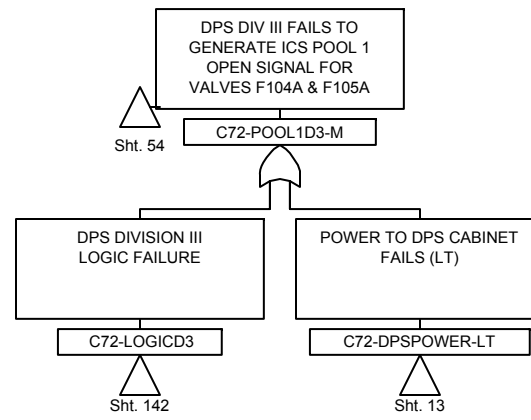 DPS DIV III FAILS TO
GENERATE ICS POOL 1
OPEN SIGNAL FOR
VALVES F104A & F105A
C72-POOL1D3-M
Sht. 54
DPS DIVISION III
LOGIC FAILURE
POWER TO DPS CABINET
FAILS (LT)
C72-LOGICD3
C72-DPSPOWER-LT
Sht. 142
Sht. 13